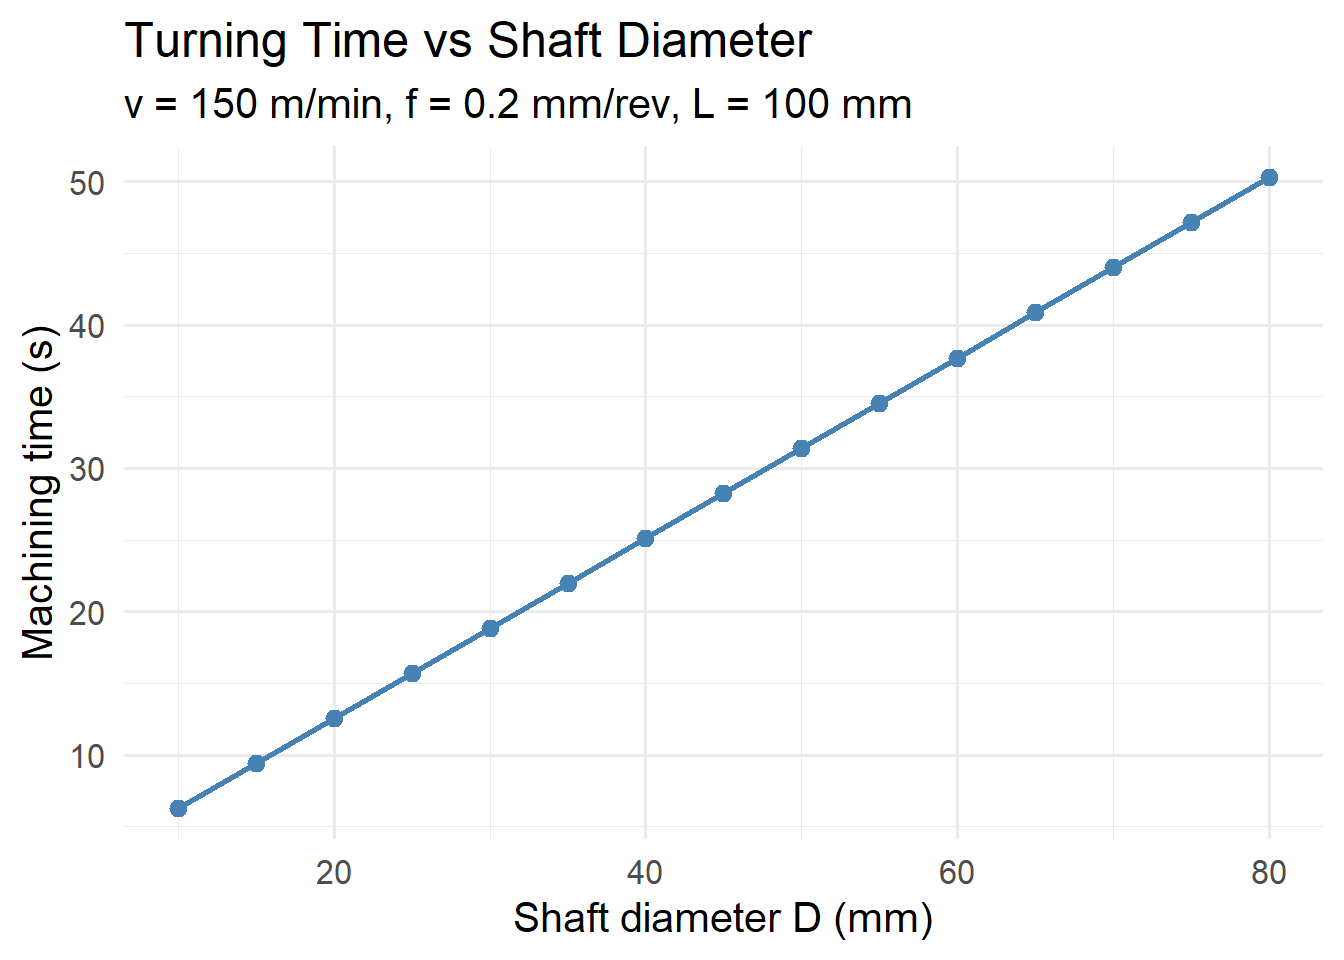 Turning Time vs Shaft Diameter
v = 150 m/min, f = 0.2 mm/rev, L = 100 mm
Machining time (s)
50
40
30
20
10
20 40 60 80
Shaft diameter D (mm)